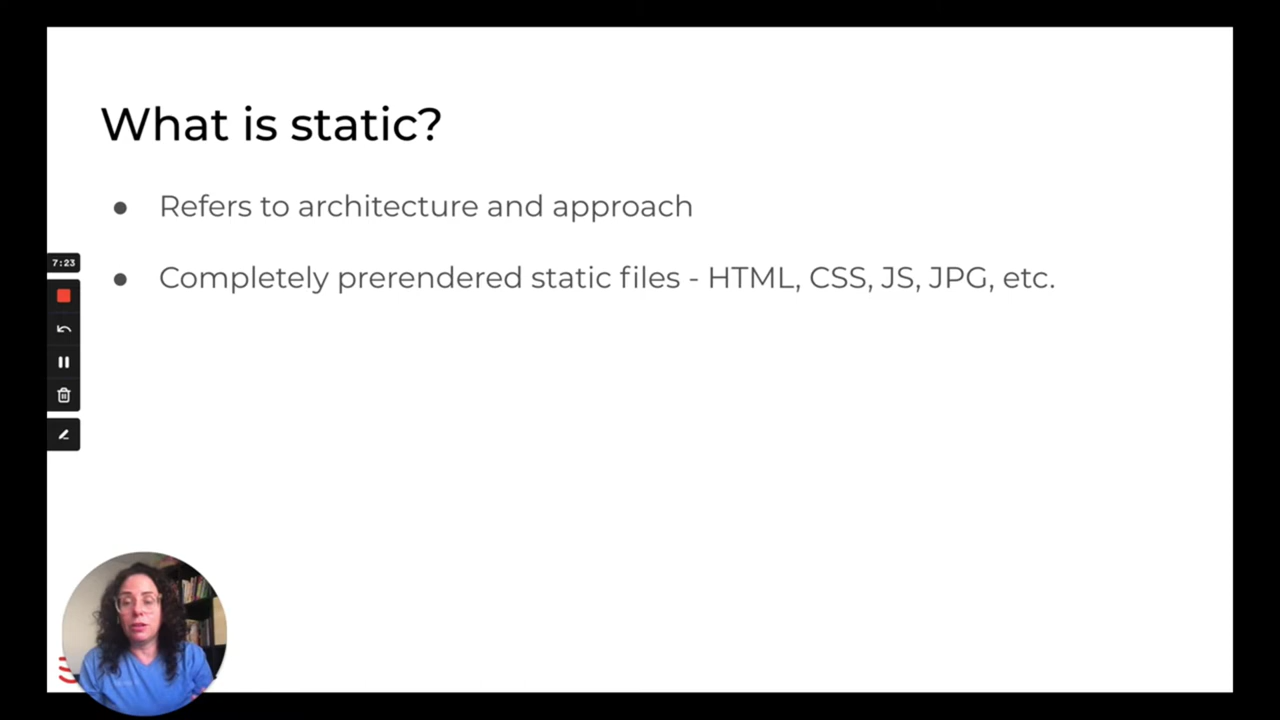 What is static?
● Refers to architecture and approach
● Completely prerendered static files - HTML, CSS, JS, JPG, etc.
7:23